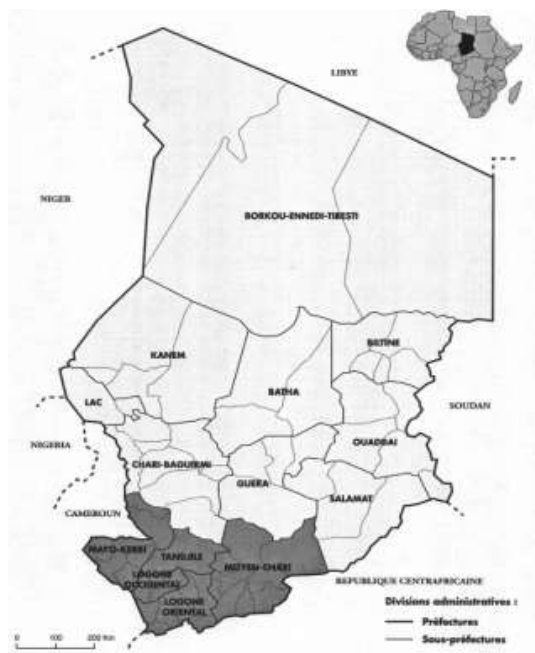 LIBYE
NIGER
BORKOU-ENNEDI-TIBESTI
KANEM
BILTINE
BATHA
LAC
SOUDAN
NIGERIA
OUADDAI
CHARI-BAGUIRMI
GUERA
SALAMAT
CAMEROUN
MAYO-KEBBI
TANDJILE
MOYEN-CHARI
LOGONE
OCCIDENTAL
REPUBLIQUE CENTRAFRICAINE
LOGONE
ORIENTAL
Divisions administratives :
Préfectures
Sous-préfectures
0 100 200 km